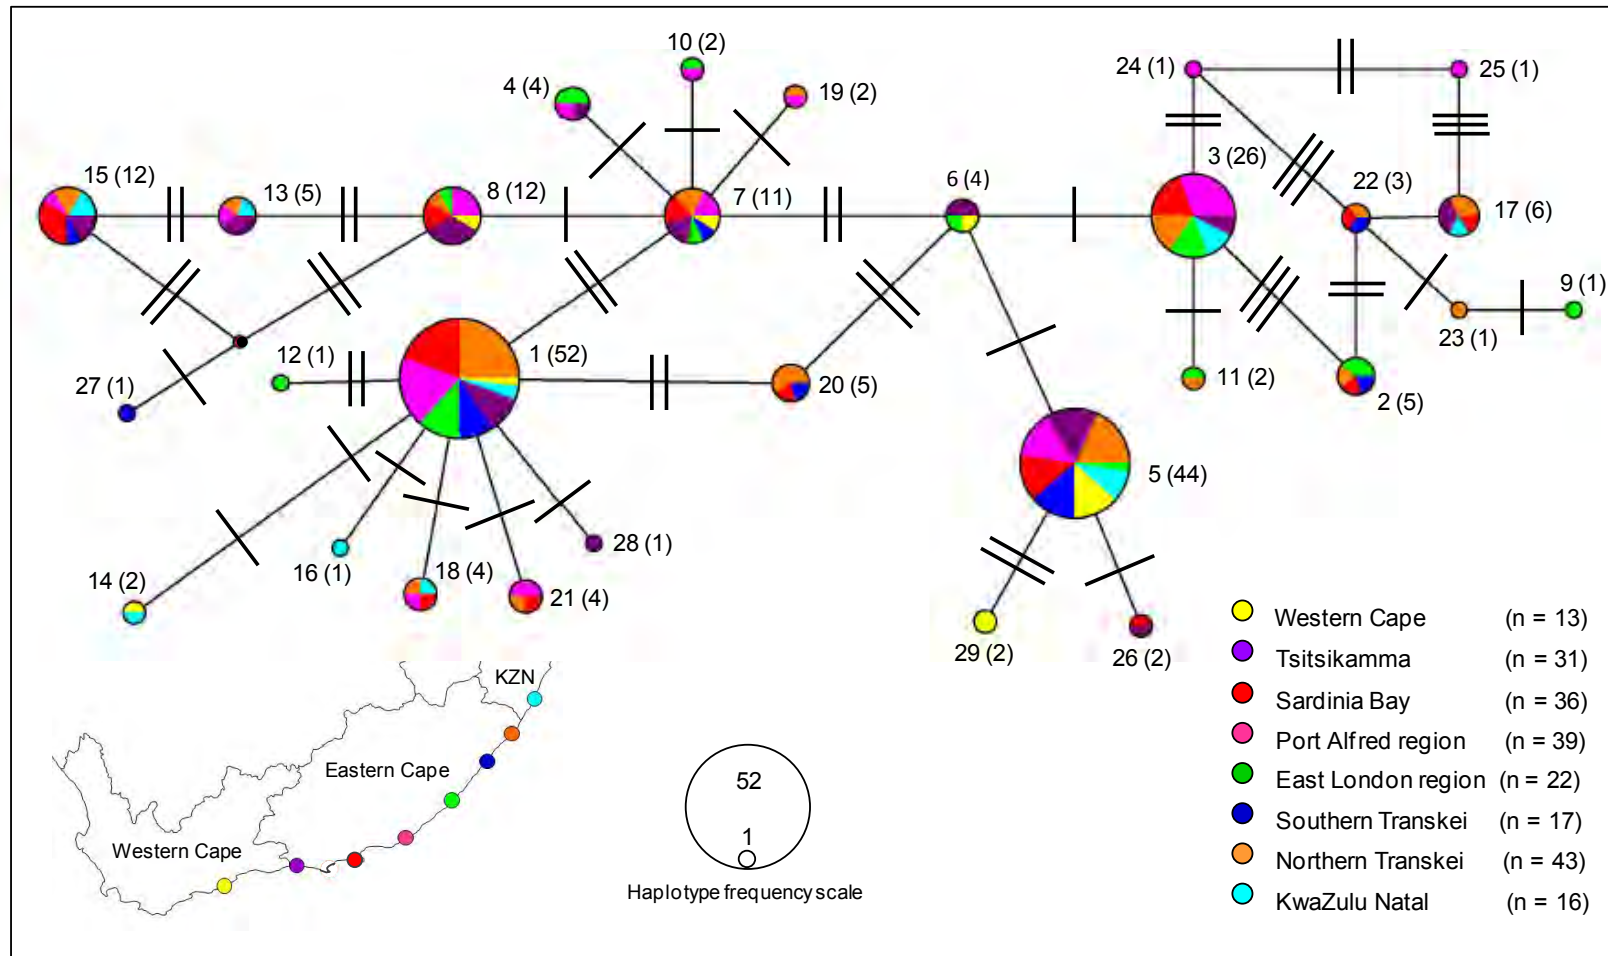 10 (2)
4 (4)
19 (2)
24 (1)
25 (1)
15 (12)
13 (5)
8 (12)
7 (11)
6 (4)
3 (26)
22 (3)
17 (6)
9 (1)
23 (1)
27 (1)
12 (1)
1 (52)
20 (5)
11 (2)
2 (5)
5 (44)
14 (2)
16 (1)
18 (4)
21 (4)
28 (1)
29 (2)
26 (2)
Western Cape (n = 13)
Tsitsikamma (n = 31)
Sardinia Bay (n = 36)
Port Alfred region (n = 39)
East London region (n = 22)
Southern Transkei (n = 17)
Northern Transkei (n = 43)
KwaZulu Natal (n = 16)
KZN
Eastern Cape
Western Cape
52
1
Haplotype frequency scale